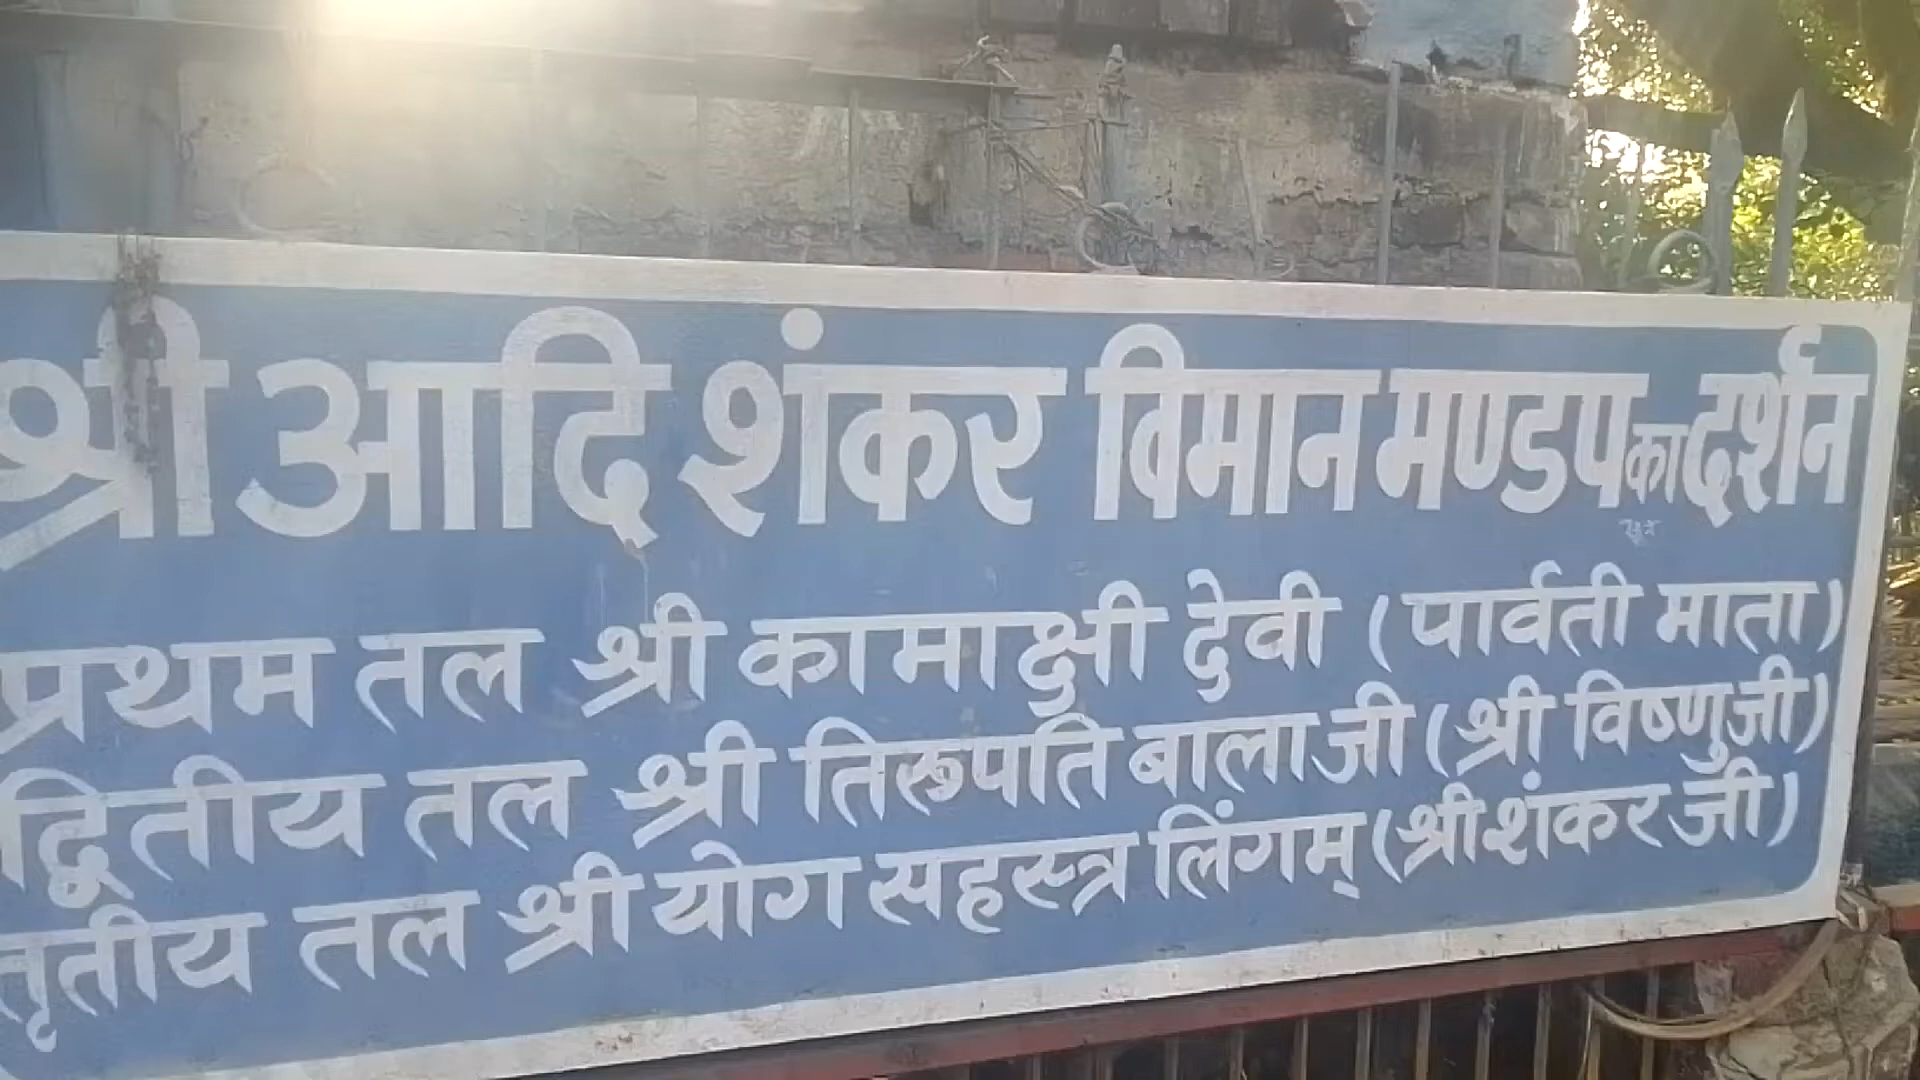 श्री आदि शंकर विमान मण्डप का दर्शन
प्रथम तल श्री कामाक्षी देवी (पार्वती माता)
द्वितीय तल श्री तिरूपति बालाजी (श्री विष्णुजी)
तृतीय तल श्री योग सहस्त्र लिंगम् (श्री शंकर जी)